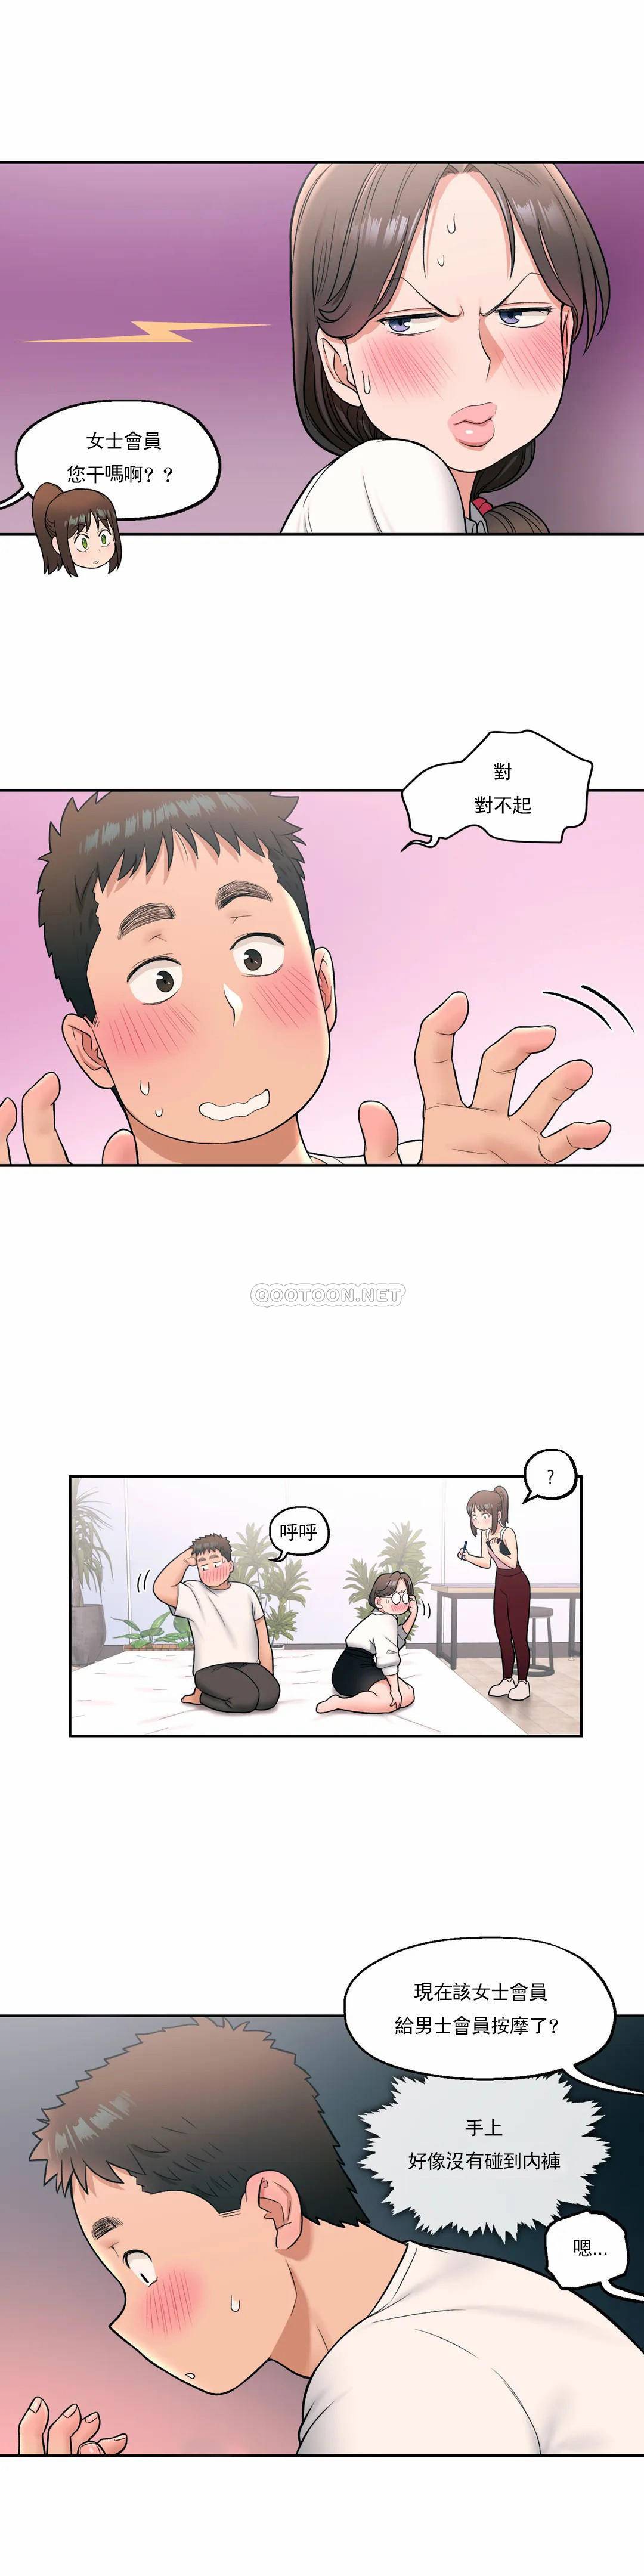 女士會員
您干嗎啊？？
對
對不起
QOOTOON.NET
?
呼呼
現在該女士會員
給男士會員按摩了?
手上
好像沒有碰到内褲
嗯...